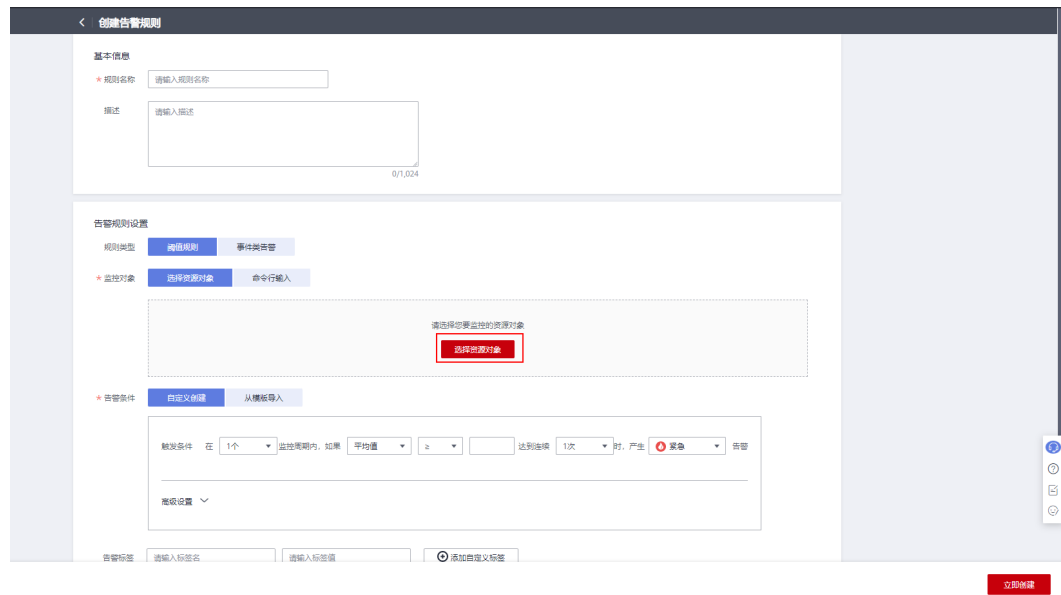 创建告警规则
基本信息
* 规则名称 请输入规则名称
描述 请输入描述
0/1,024
告警规则设置
规则类型 阈值规则 事件类告警
* 监控对象 选择资源对象 命令行输入
请选择您要监控的资源对象
选择资源对象
* 告警条件 自定义创建 从模板导入
触发条件 在 1个 监控周期内，如果 平均值 ≥ 达到连续 1次 时，产生 紧急 告警
高级设置
告警标签 请输入标签名 请输入标签值 添加自定义标签
立即创建